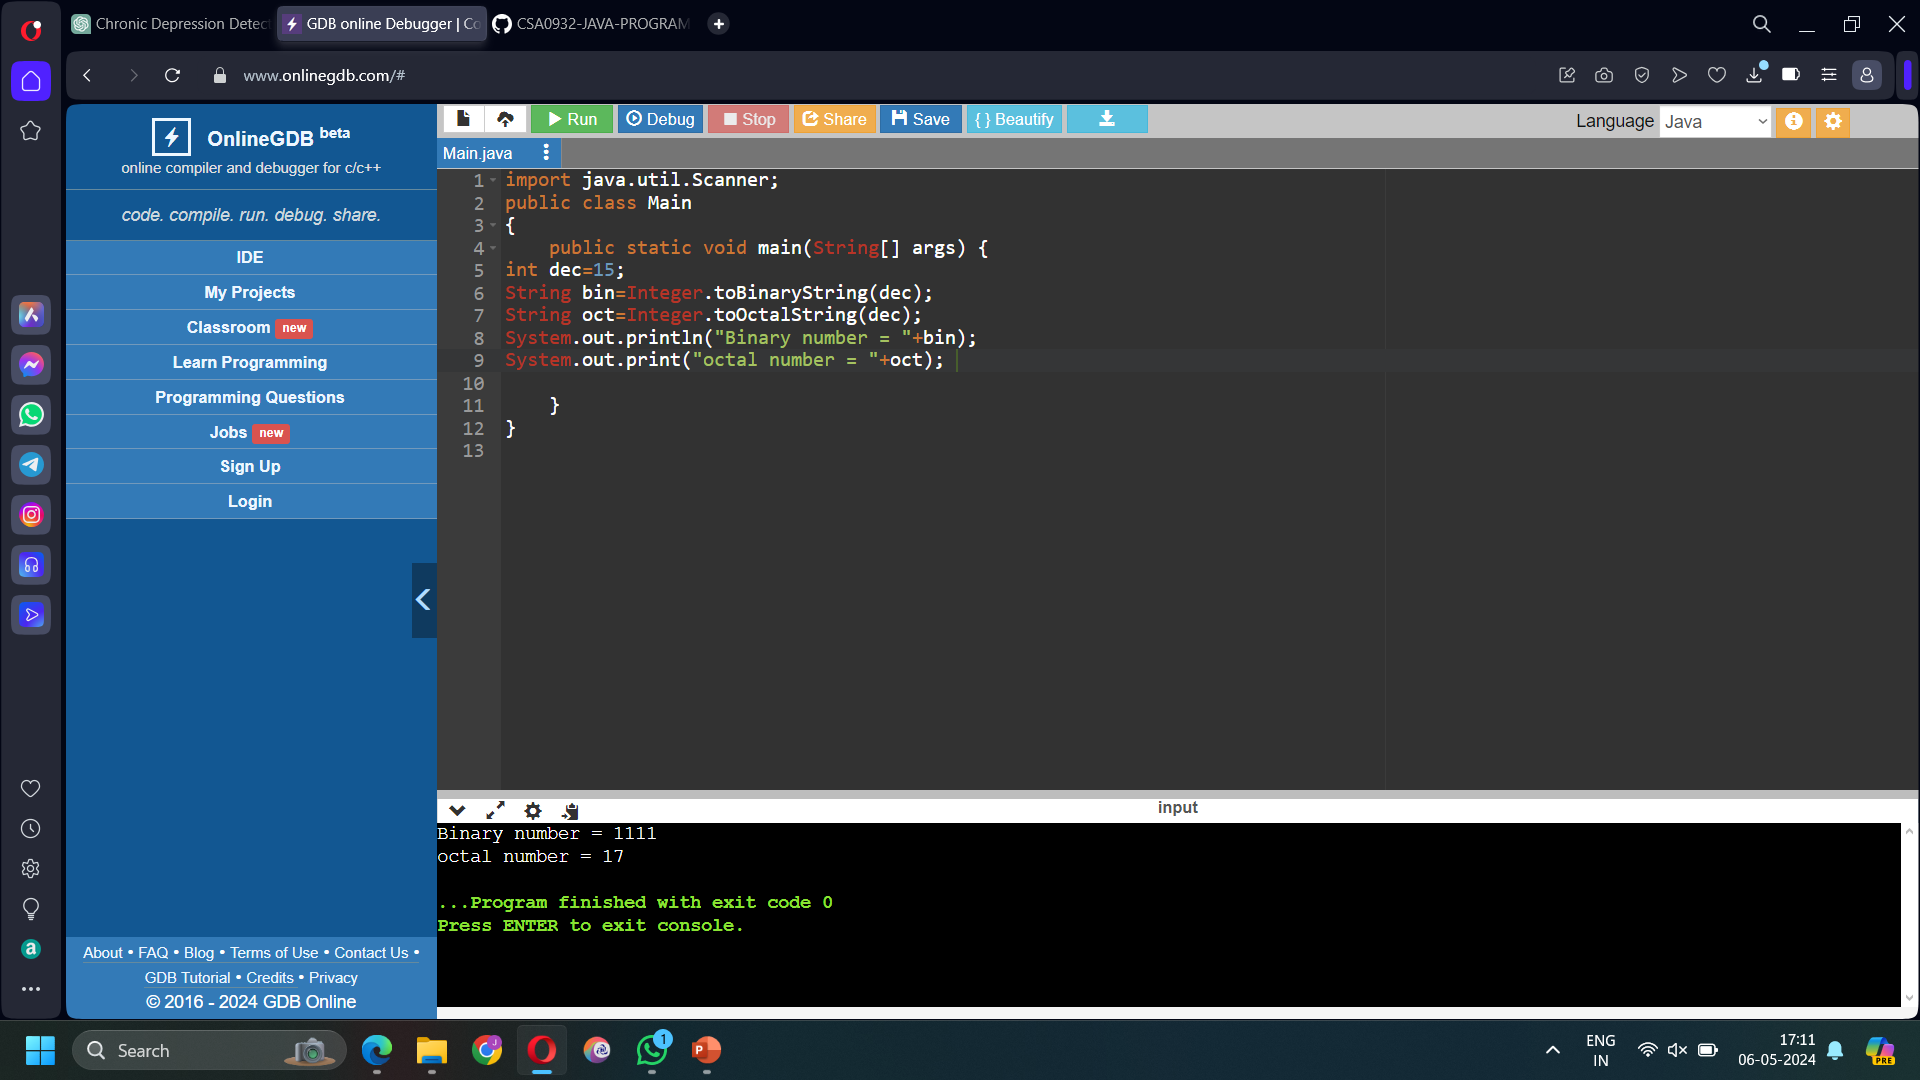 Chronic Depression Detec
GDB online Debugger | Co
CSA0932-JAVA-PROGRAM
www.onlinegdb.com/#
OnlineGDB beta
online compiler and debugger for c/c++
code. compile. run. debug. share.
IDE
My Projects
Classroom new
Learn Programming
Programming Questions
Jobs new
Sign Up
Login
About • FAQ • Blog • Terms of Use • Contact Us •
GDB Tutorial • Credits • Privacy
© 2016 - 2024 GDB Online
Run Debug Stop Share Save { } Beautify
Language Java
Main.java
1 import java.util.Scanner;
2 public class Main
3 {
4     public static void main(String[] args) {
5 int dec=15;
6 String bin=Integer.toBinaryString(dec);
7 String oct=Integer.toOctalString(dec);
8 System.out.println("Binary number = "+bin);
9 System.out.print("octal number = "+oct);
10
11     }
12 }
13
input
Binary number = 1111
octal number = 17
...Program finished with exit code 0
Press ENTER to exit console.
Search
1
ENG
IN
17:11
06-05-2024
PRE